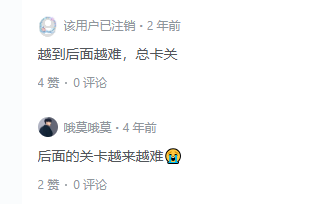 该用户已注销 · 2 年前
越到后面越难，总卡关
4 赞 · 0 评论
哦莫哦莫 · 4 年前
后面的关卡越来越难😭
2 赞 · 0 评论